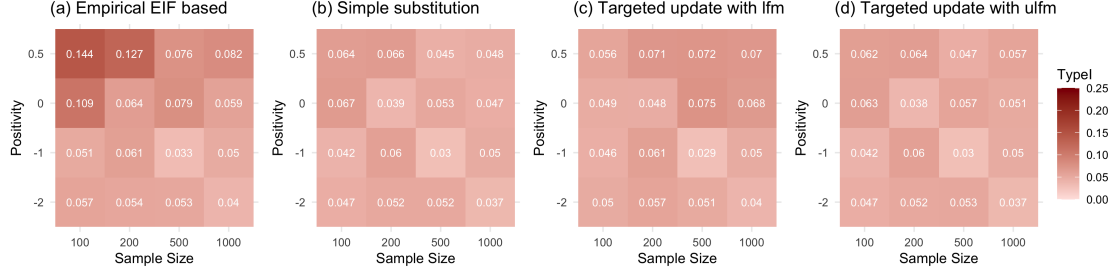 (a) Empirical EIF based
(b) Simple substitution
(c) Targeted update with lfm
(d) Targeted update with ulfm
Positivity
0.5
0.144 0.127 0.076 0.082
0
0.109 0.064 0.079 0.059
-1
0.051 0.061 0.033 0.05
-2
0.057 0.054 0.053 0.04
100 200 500 1000
Sample Size
Positivity
0.5
0.064 0.066 0.045 0.048
0
0.067 0.039 0.053 0.047
-1
0.042 0.06 0.03 0.05
-2
0.047 0.052 0.052 0.037
100 200 500 1000
Sample Size
Positivity
0.5
0.056 0.071 0.072 0.07
0
0.049 0.048 0.075 0.068
-1
0.046 0.061 0.029 0.05
-2
0.05 0.057 0.051 0.04
100 200 500 1000
Sample Size
Positivity
0.5
0.062 0.064 0.047 0.057
0
0.063 0.038 0.057 0.051
-1
0.042 0.06 0.03 0.05
-2
0.047 0.052 0.053 0.037
100 200 500 1000
Sample Size
TypeI
0.25
0.20
0.15
0.10
0.05
0.00